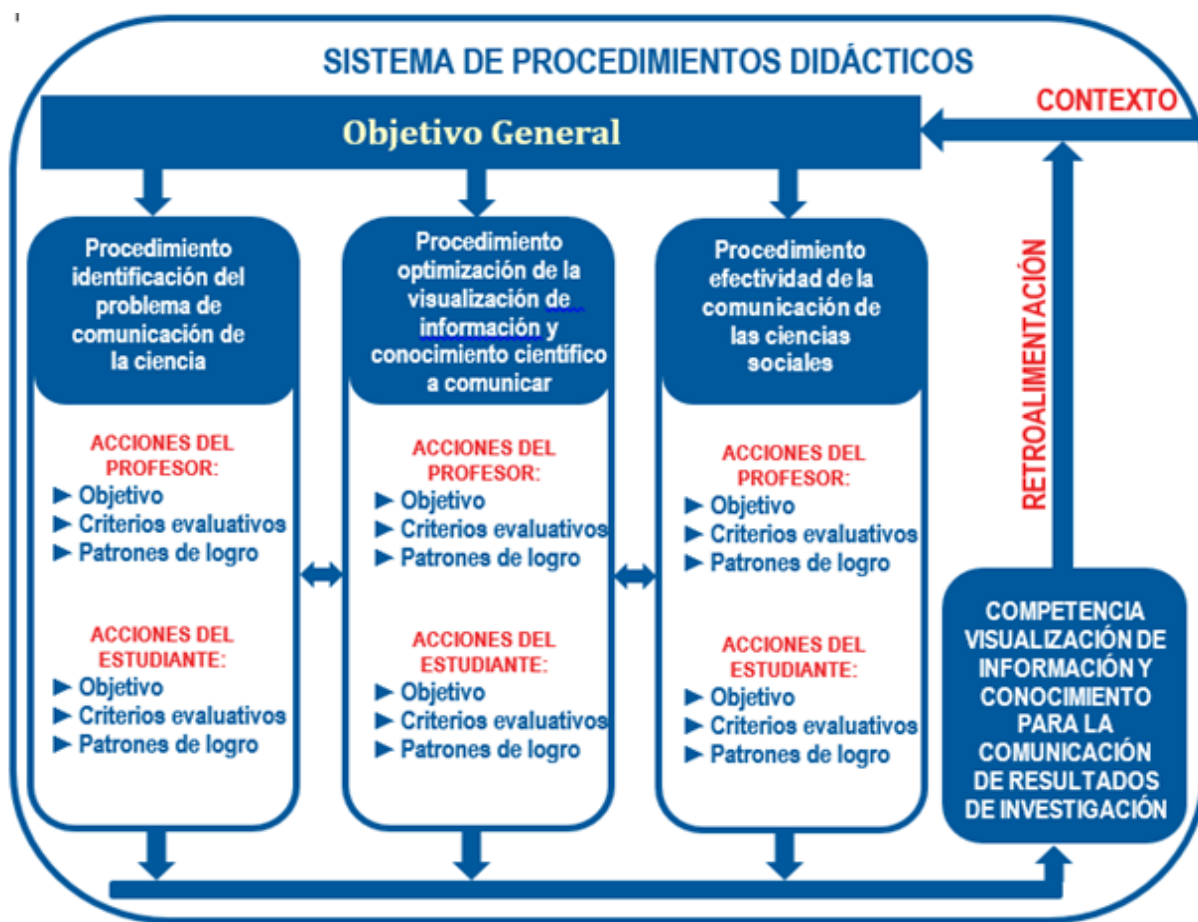 SISTEMA DE PROCEDIMIENTOS DIDÁCTICOS
CONTEXTO
Objetivo General
Procedimiento
identificación del
problema de
comunicación de
la ciencia
ACCIONES DEL
PROFESOR:
► Objetivo
► Criterios evaluativos
► Patrones de logro
ACCIONES DEL
ESTUDIANTE:
► Objetivo
► Criterios evaluativos
► Patrones de logro
Procedimiento
optimización de la
visualización de
información y
conocimiento científico
a comunicar
ACCIONES DEL
PROFESOR:
► Objetivo
► Criterios evaluativos
► Patrones de logro
ACCIONES DEL
ESTUDIANTE:
► Objetivo
► Criterios evaluativos
► Patrones de logro
Procedimiento
efectividad de la
comunicación de
las ciencias
sociales
ACCIONES DEL
PROFESOR:
► Objetivo
► Criterios evaluativos
► Patrones de logro
ACCIONES DEL
ESTUDIANTE:
► Objetivo
► Criterios evaluativos
► Patrones de logro
RETROALIMENTACIÓN
COMPETENCIA
VISUALIZACIÓN DE
INFORMACIÓN Y
CONOCIMIENTO
PARA LA
COMUNICACIÓN
DE RESULTADOS
DE INVESTIGACIÓN